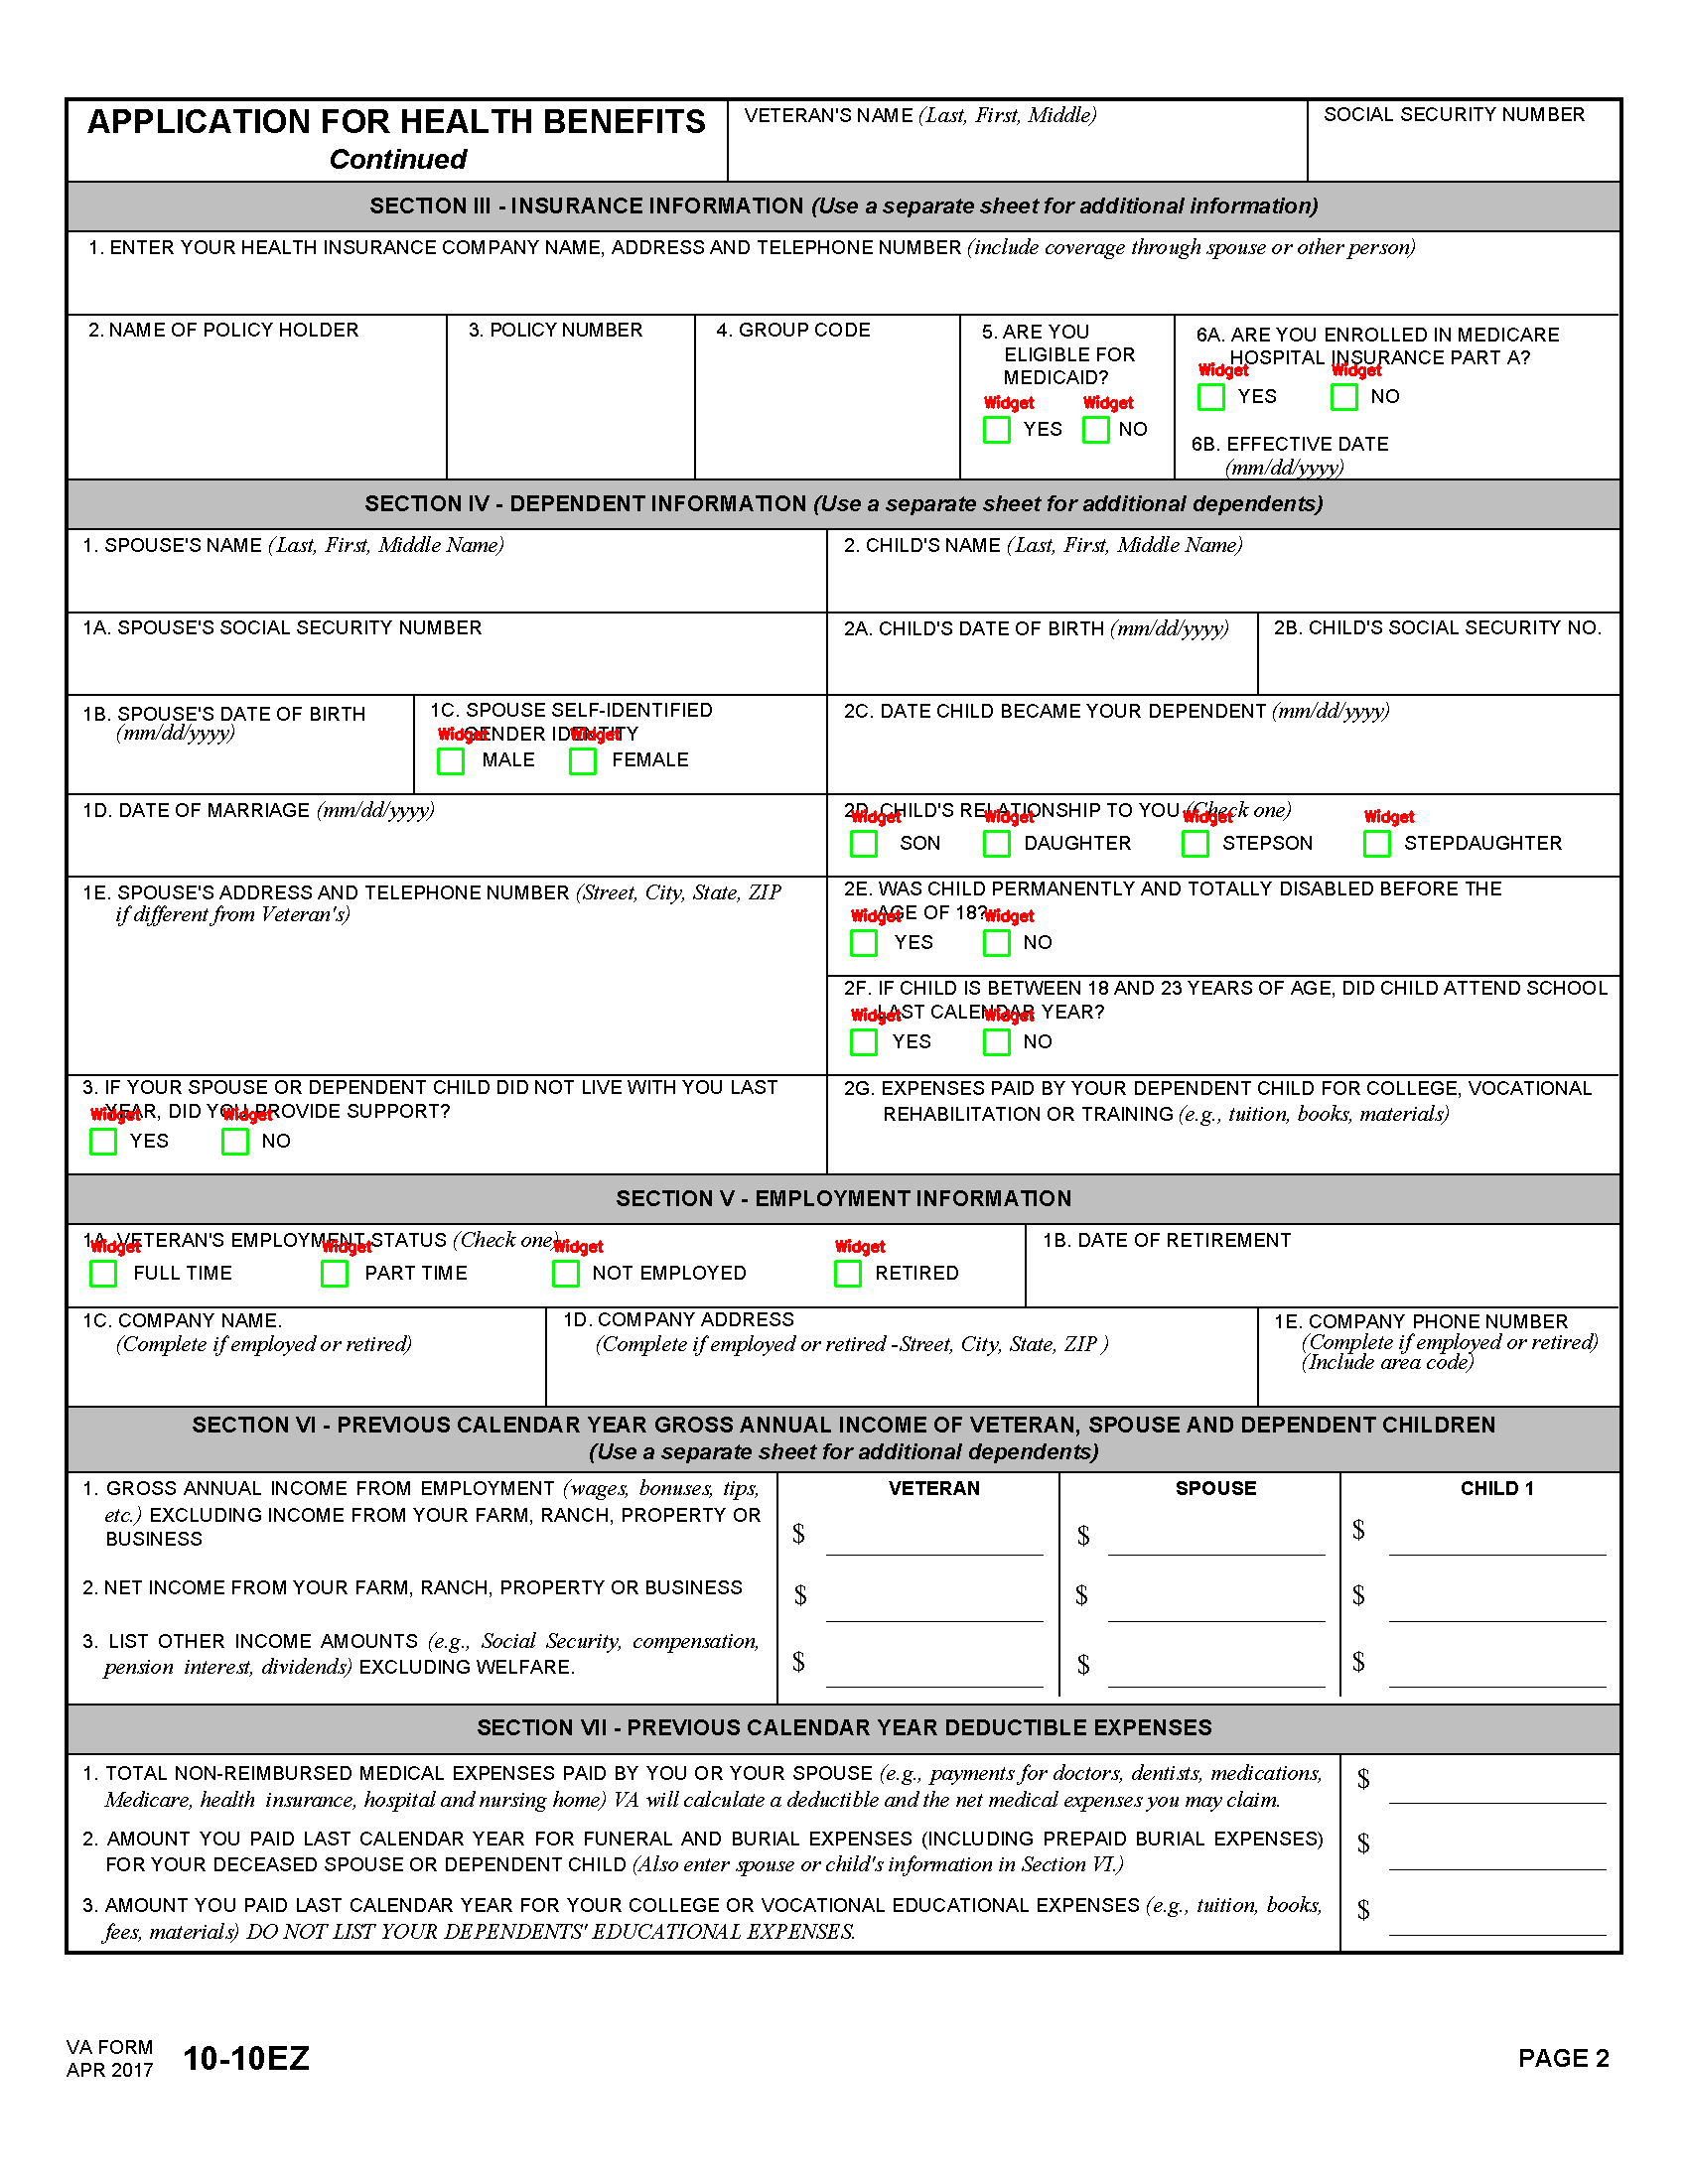 APPLICATION FOR HEALTH BENEFITS
Continued
VETERAN'S NAME (Last, First, Middle)
SOCIAL SECURITY NUMBER
SECTION III - INSURANCE INFORMATION (Use a separate sheet for additional information)
1. ENTER YOUR HEALTH INSURANCE COMPANY NAME, ADDRESS AND TELEPHONE NUMBER (include coverage through spouse or other person)
2. NAME OF POLICY HOLDER
3. POLICY NUMBER
4. GROUP CODE
5. ARE YOU
ELIGIBLE FOR
MEDICAID?
Widget Widget
YES NO
6A. ARE YOU ENROLLED IN MEDICARE
HOSPITAL INSURANCE PART A?
Widget Widget
YES NO
6B. EFFECTIVE DATE
(mm/dd/yyyy)
SECTION IV - DEPENDENT INFORMATION (Use a separate sheet for additional dependents)
1. SPOUSE'S NAME (Last, First, Middle Name)
2. CHILD'S NAME (Last, First, Middle Name)
1A. SPOUSE'S SOCIAL SECURITY NUMBER
2A. CHILD'S DATE OF BIRTH (mm/dd/yyyy)
2B. CHILD'S SOCIAL SECURITY NO.
1B. SPOUSE'S DATE OF BIRTH
(mm/dd/yyyy)
1C. SPOUSE SELF-IDENTIFIED
GENDER IDENTITY
Widget Widget
MALE FEMALE
2C. DATE CHILD BECAME YOUR DEPENDENT (mm/dd/yyyy)
1D. DATE OF MARRIAGE (mm/dd/yyyy)
2D. CHILD'S RELATIONSHIP TO YOU (Check one)
Widget Widget Widget Widget
SON DAUGHTER STEPSON STEPDAUGHTER
1E. SPOUSE'S ADDRESS AND TELEPHONE NUMBER (Street, City, State, ZIP
if different from Veteran's)
2E. WAS CHILD PERMANENTLY AND TOTALLY DISABLED BEFORE THE
AGE OF 18?
Widget Widget
YES NO
2F. IF CHILD IS BETWEEN 18 AND 23 YEARS OF AGE, DID CHILD ATTEND SCHOOL
LAST CALENDAR YEAR?
Widget Widget
YES NO
3. IF YOUR SPOUSE OR DEPENDENT CHILD DID NOT LIVE WITH YOU LAST
YEAR, DID YOU PROVIDE SUPPORT?
Widget Widget
YES NO
2G. EXPENSES PAID BY YOUR DEPENDENT CHILD FOR COLLEGE, VOCATIONAL
REHABILITATION OR TRAINING (e.g., tuition, books, materials)
SECTION V - EMPLOYMENT INFORMATION
1A. VETERAN'S EMPLOYMENT STATUS (Check one)
Widget Widget Widget Widget
FULL TIME PART TIME NOT EMPLOYED RETIRED
1B. DATE OF RETIREMENT
1C. COMPANY NAME.
(Complete if employed or retired)
1D. COMPANY ADDRESS
(Complete if employed or retired -Street, City, State, ZIP )
1E. COMPANY PHONE NUMBER
(Complete if employed or retired)
(Include area code)
SECTION VI - PREVIOUS CALENDAR YEAR GROSS ANNUAL INCOME OF VETERAN, SPOUSE AND DEPENDENT CHILDREN
(Use a separate sheet for additional dependents)
VETERAN SPOUSE CHILD 1
1. GROSS ANNUAL INCOME FROM EMPLOYMENT (wages, bonuses, tips,
etc.) EXCLUDING INCOME FROM YOUR FARM, RANCH, PROPERTY OR
BUSINESS
$ $ $
2. NET INCOME FROM YOUR FARM, RANCH, PROPERTY OR BUSINESS
$ $ $
3. LIST OTHER INCOME AMOUNTS (e.g., Social Security, compensation,
pension interest, dividends) EXCLUDING WELFARE.
$ $ $
SECTION VII - PREVIOUS CALENDAR YEAR DEDUCTIBLE EXPENSES
1. TOTAL NON-REIMBURSED MEDICAL EXPENSES PAID BY YOU OR YOUR SPOUSE (e.g., payments for doctors, dentists, medications,
Medicare, health insurance, hospital and nursing home) VA will calculate a deductible and the net medical expenses you may claim.
$
2. AMOUNT YOU PAID LAST CALENDAR YEAR FOR FUNERAL AND BURIAL EXPENSES (INCLUDING PREPAID BURIAL EXPENSES)
FOR YOUR DECEASED SPOUSE OR DEPENDENT CHILD (Also enter spouse or child's information in Section VI.)
$
3. AMOUNT YOU PAID LAST CALENDAR YEAR FOR YOUR COLLEGE OR VOCATIONAL EDUCATIONAL EXPENSES (e.g., tuition, books,
fees, materials) DO NOT LIST YOUR DEPENDENTS' EDUCATIONAL EXPENSES.
$
VA FORM
APR 2017
10-10EZ
PAGE 2